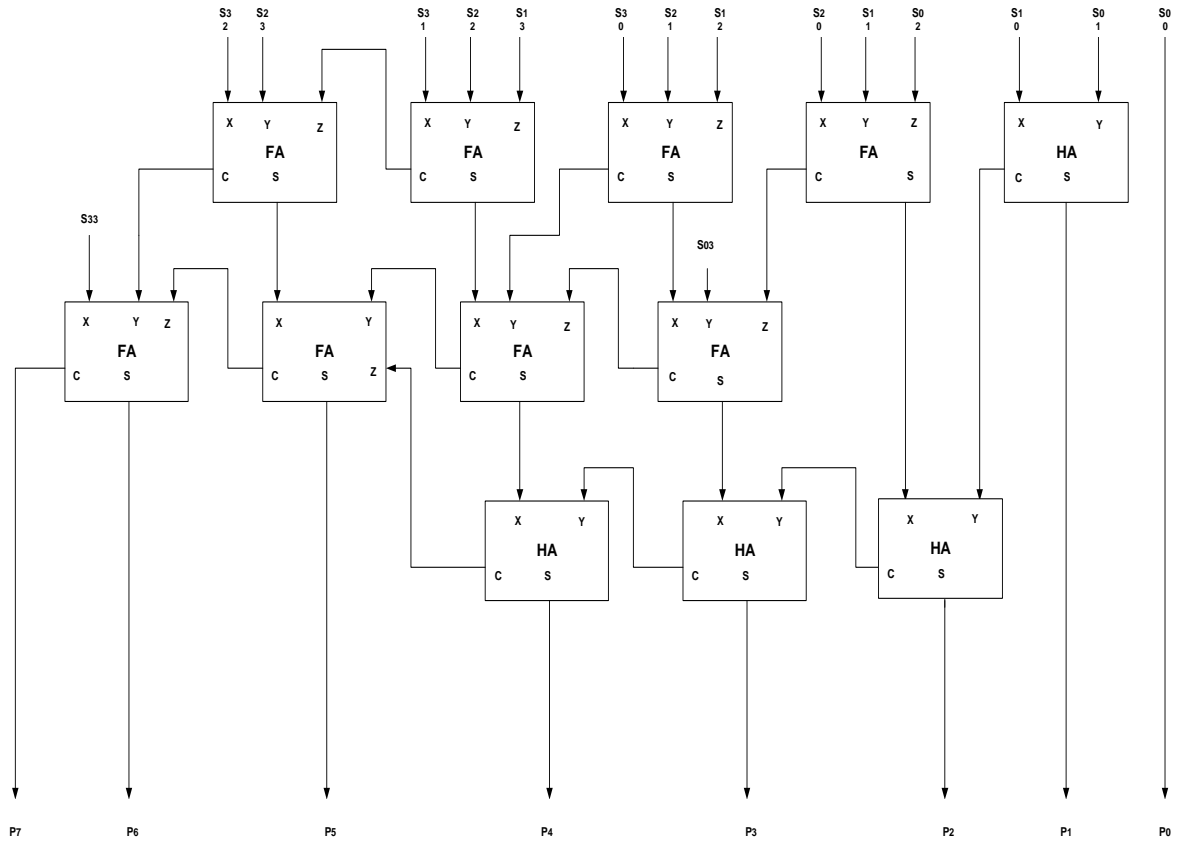 S3 S2 S3 S2 S1 S3 S2 S1 S2 S1 S0 S1 S0 S0
2 3 1 2 3 0 1 2 0 1 2 0 1 0
X Y Z X Y Z X Y Z X Y Z X Y
FA FA FA FA HA
C S C S C S C S C S
S33 S03
X Y Z X Y X Y Z X Y Z
FA FA FA FA
C S C S Z C S C S
X Y X Y X Y
HA HA HA
C S C S C S
P7 P6 P5 P4 P3 P2 P1 P0